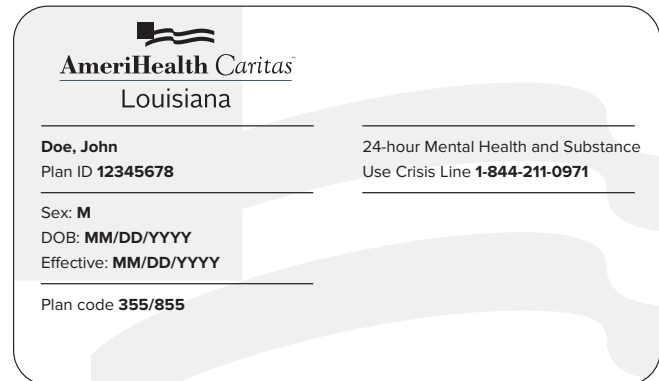 AmeriHealth Caritas™
Louisiana
Doe, John
Plan ID 12345678
Sex: M
DOB: MM/DD/YYYY
Effective: MM/DD/YYYY
Plan code 355/855
24-hour Mental Health and Substance
Use Crisis Line 1-844-211-0971